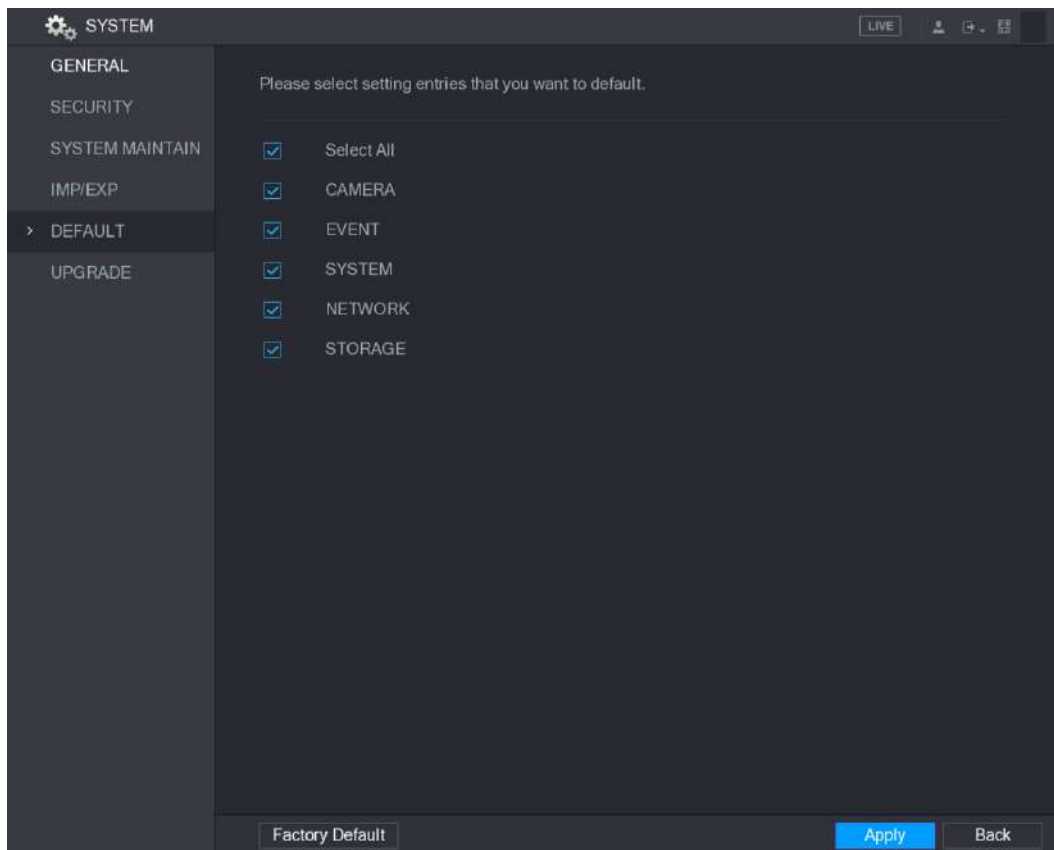 SYSTEM
LIVE
GENERAL
SECURITY
SYSTEM MAINTAIN
IMP/EXP
DEFAULT
UPGRADE
Please select setting entries that you want to default.
Select All
CAMERA
EVENT
SYSTEM
NETWORK
STORAGE
Factory Default
Apply
Back